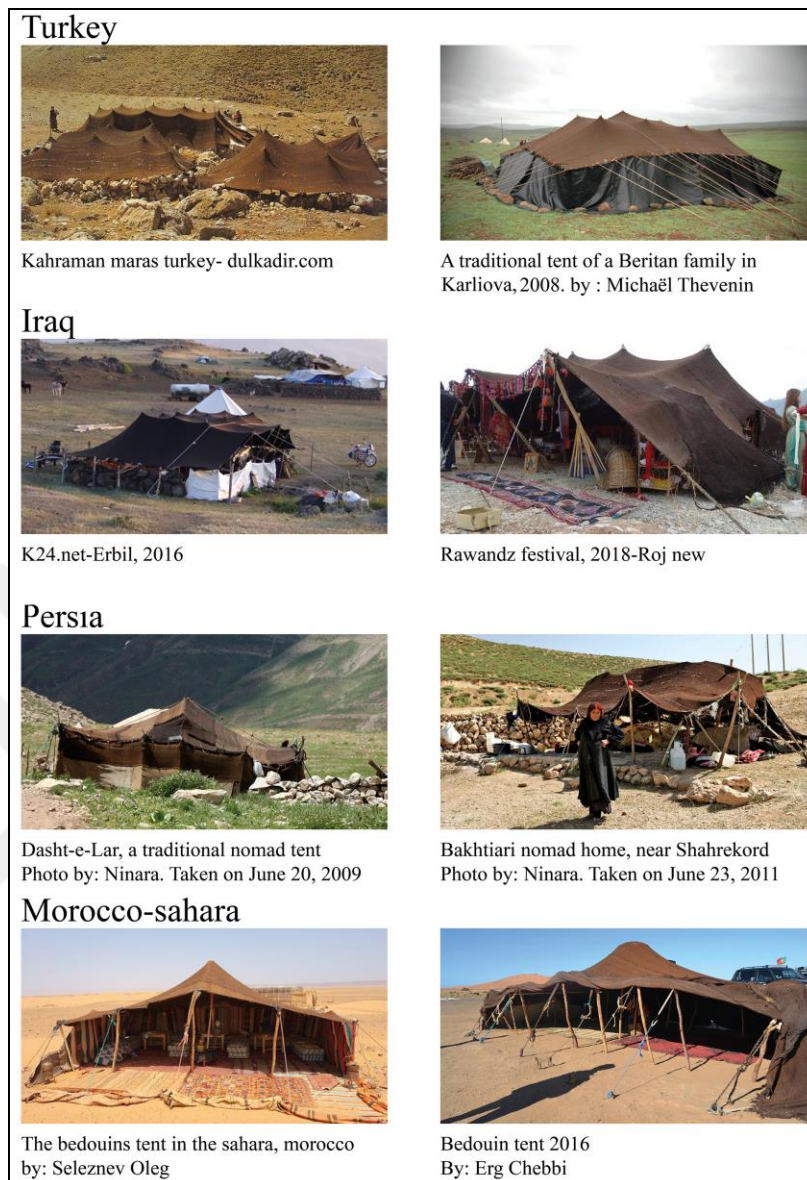 Turkey
Kahraman maras turkey- dulkadir.com
A traditional tent of a Beritan family in
Karliova, 2008. by : Michaël Thevenin
Iraq
K24.net-Erbil, 2016
Rawandz festival, 2018-Roj new
Persıa
Dasht-e-Lar, a traditional nomad tent
Photo by: Ninara. Taken on June 20, 2009
Bakhtiari nomad home, near Shahrekord
Photo by: Ninara. Taken on June 23, 2011
Morocco-sahara
The bedouins tent in the sahara, morocco
by: Seleznev Oleg
Bedouin tent 2016
By: Erg Chebbi